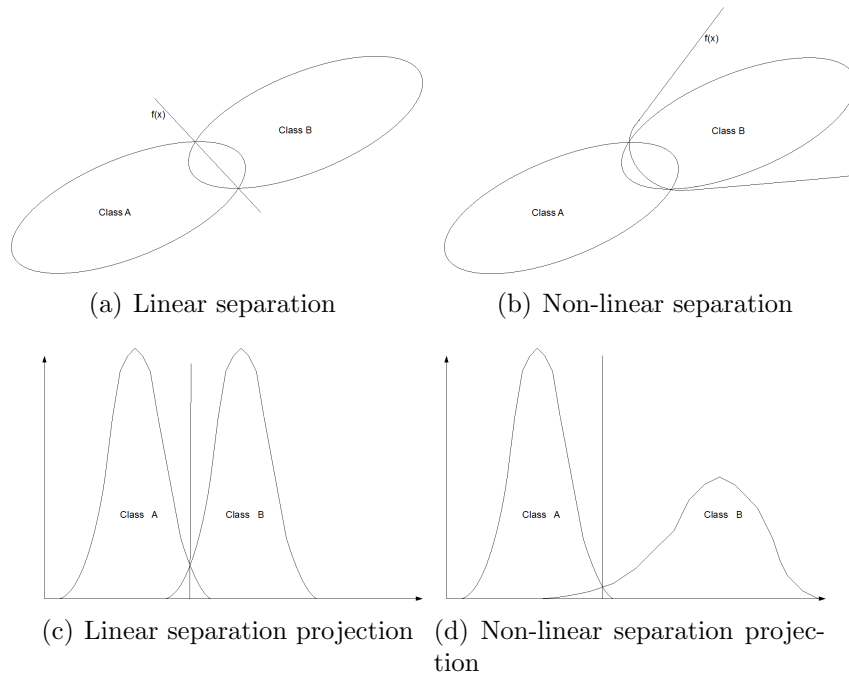 f(x)
Class B
Class A
f(x)
Class B
Class A
(a) Linear separation
(b) Non-linear separation
Class A
Class B
Class A
Class B
(c) Linear separation projection
(d) Non-linear separation projec-
tion